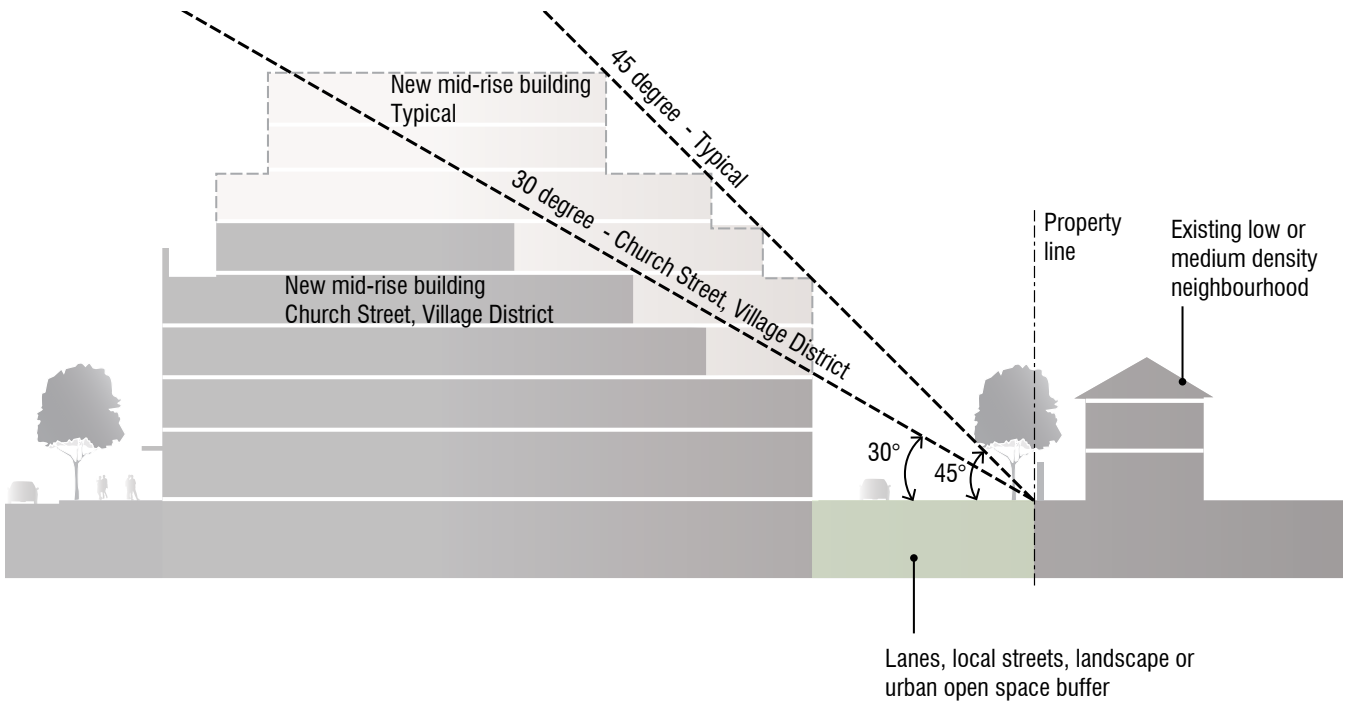 New mid-rise building
Typical
45 degree - Typical
30 degree - Church Street, Village District
Property
line
Existing low or
medium density
neighbourhood
New mid-rise building
Church Street, Village District
30°
45°
Lanes, local streets, landscape or
urban open space buffer